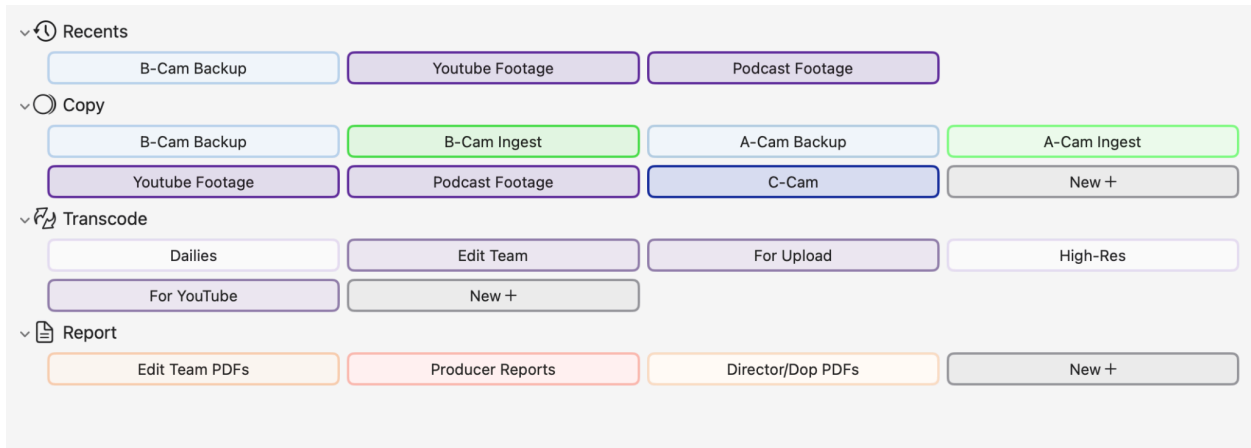 Recents
B-Cam Backup Youtube Footage Podcast Footage
Copy
B-Cam Backup B-Cam Ingest A-Cam Backup A-Cam Ingest
Youtube Footage Podcast Footage C-Cam New +
Transcode
Dailies Edit Team For Upload High-Res
For YouTube New +
Report
Edit Team PDFs Producer Reports Director/Dop PDFs New +